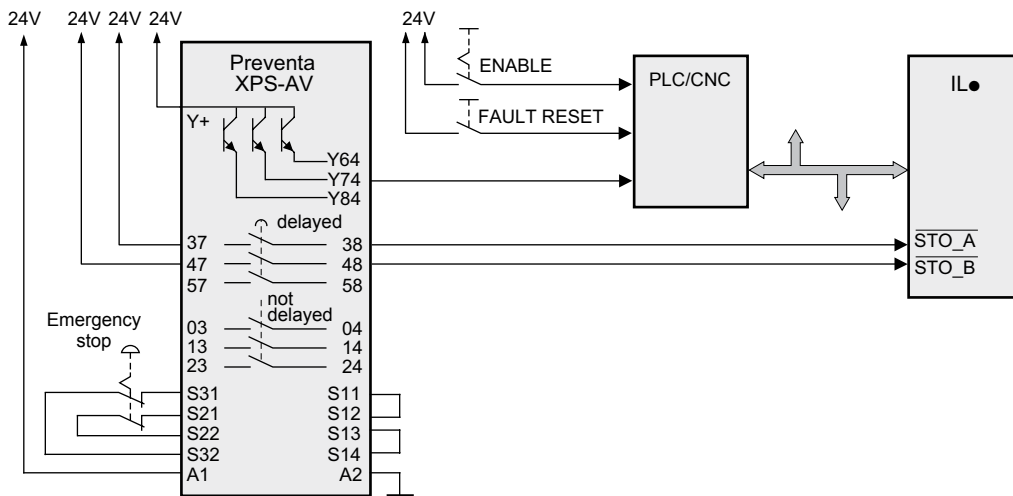 24V 24V 24V 24V 24V
Preventa
XPS-AV
Y+
Y64
Y74
Y84
ENABLE
FAULT RESET
PLC/CNC
IL●
delayed
37 38
47 48
57 58
STO_A
STO_B
not
delayed
03 04
13 14
23 24
Emergency
stop
S31 S11
S21 S12
S22 S13
S32 S14
A1 A2